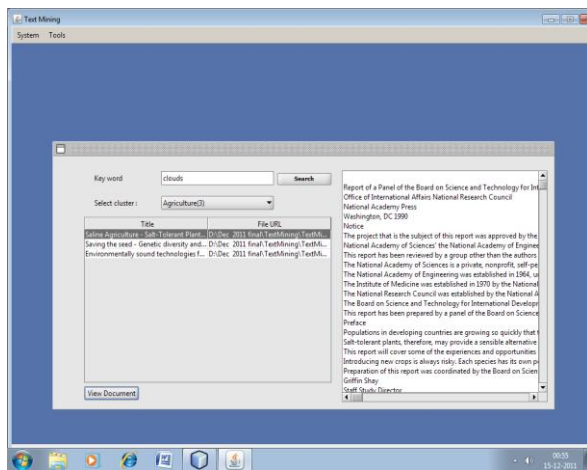 Text Mining
System Tools
Key word clouds Search
Select cluster : Agriculture(3)
Title File URL
Saline Agriculture - Salt-Tolerant Plant... D:\Dec 2011 final\TextMining\TextMi...
Saving the seed - Genetic diversity and... D:\Dec 2011 final\TextMining\TextMi...
Environmentally sound technologies f... D:\Dec 2011 final\TextMining\TextMi...
View Document
Report of a Panel of the Board on Science and Technology for Int
Office of International Affairs National Research Council
National Academy Press
Washington, DC 1990
Notice
The project that is the subject of this report was approved by the
National Academy of Sciences' the National Academy of Enginee
This report has been reviewed by a group other than the authors
The National Academy of Sciences is a private, nonprofit, self-pe
The National Academy of Engineering was established in 1964, u
The Institute of Medicine was established in 1970 by the National
The National Research Council was established by the National A
The Board on Science and Technology for International Developr
This report has been prepared by a panel of the Board on Science
Preface
Populations in developing countries are growing so quickly that
Salt-tolerant plants, therefore, may provide a sensible alternative
This report will cover some of the experiences and opportunities
Introducing new crops is always risky. Each species has its own p
Preparation of this report was coordinated by the Board on Scien
Griffin Shay
Staff Study Director
00:55
15-12-2011